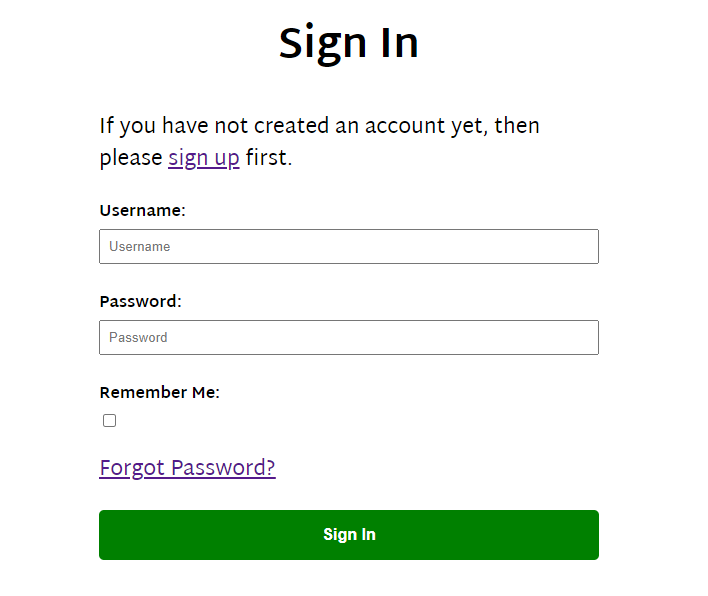 Sign In
If you have not created an account yet, then
please sign up first.
Username:
Username
Password:
Password
Remember Me:
Forgot Password?
Sign In